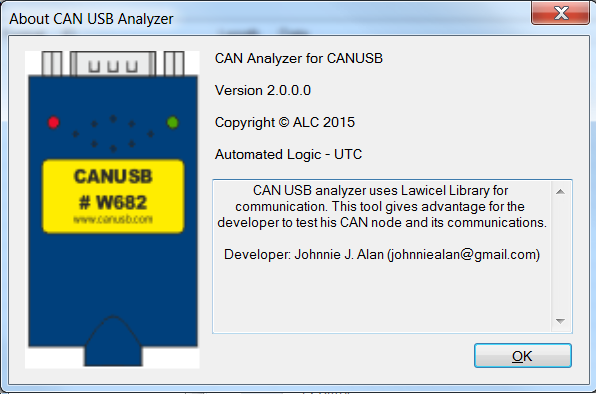 About CAN USB Analyzer
CAN Analyzer for CANUSB
Version 2.0.0.0
Copyright © ALC 2015
Automated Logic - UTC
CANUSB
# W682
www.canusb.com
CAN USB analyzer uses Lawicel Library for
communication. This tool gives advantage for the
developer to test his CAN node and its communications.
Developer: Johnnie J. Alan (johnniealan@gmail.com)
OK